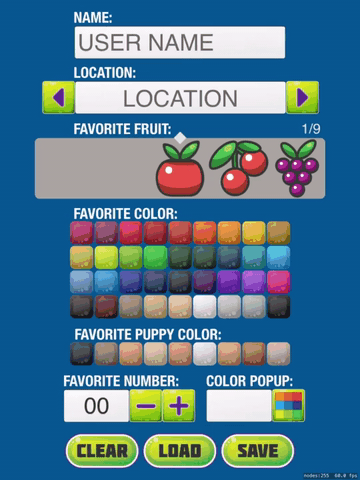 NAME:
USER NAME
LOCATION:
LOCATION
FAVORITE FRUIT: 1/9
FAVORITE COLOR:
FAVORITE PUPPY COLOR:
FAVORITE NUMBER: COLOR POPUP:
00
CLEAR LOAD SAVE
nodes:255 60.0 fps